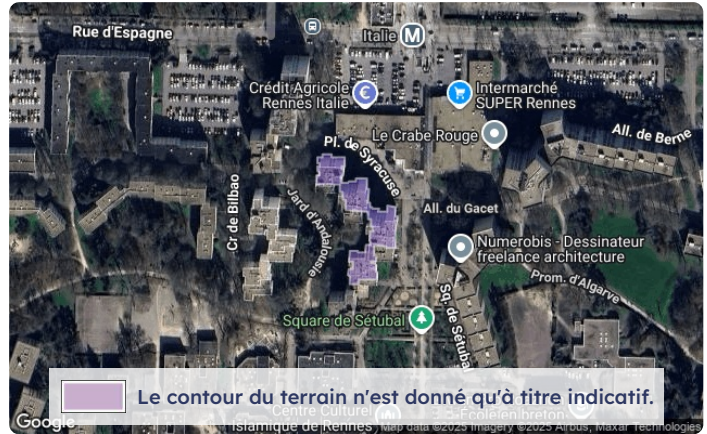 Rue d'Espagne
Italie M
Crédit Agricole
Rennes Italie
€
Intermarché
SUPER Rennes
Le Crabe Rouge
All. de Berne
Pl. de Syracuse
Cr de Bilbao
Jard d'Andalousie
All. du Gacet
Numerobis - Dessinateur
freelance architecture
Prom. d'Algarve
Square de Sétubal
Sq. de Sétubal
Le contour du terrain n'est donné qu'à titre indicatif.
Centre Culturel
Islamique de Rennes
Google
Map data ©2025 Imagery ©2025 Airbus, Maxar Technologies